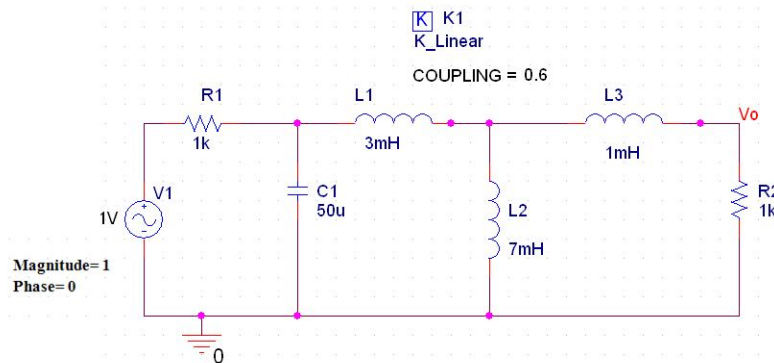 K K1
K_Linear
COUPLING = 0.6
R1
L1
L3
Vo
1k
3mH
1mH
V1
C1
R2
1V
50u
L2
1k
7mH
Magnitude= 1
Phase= 0
0